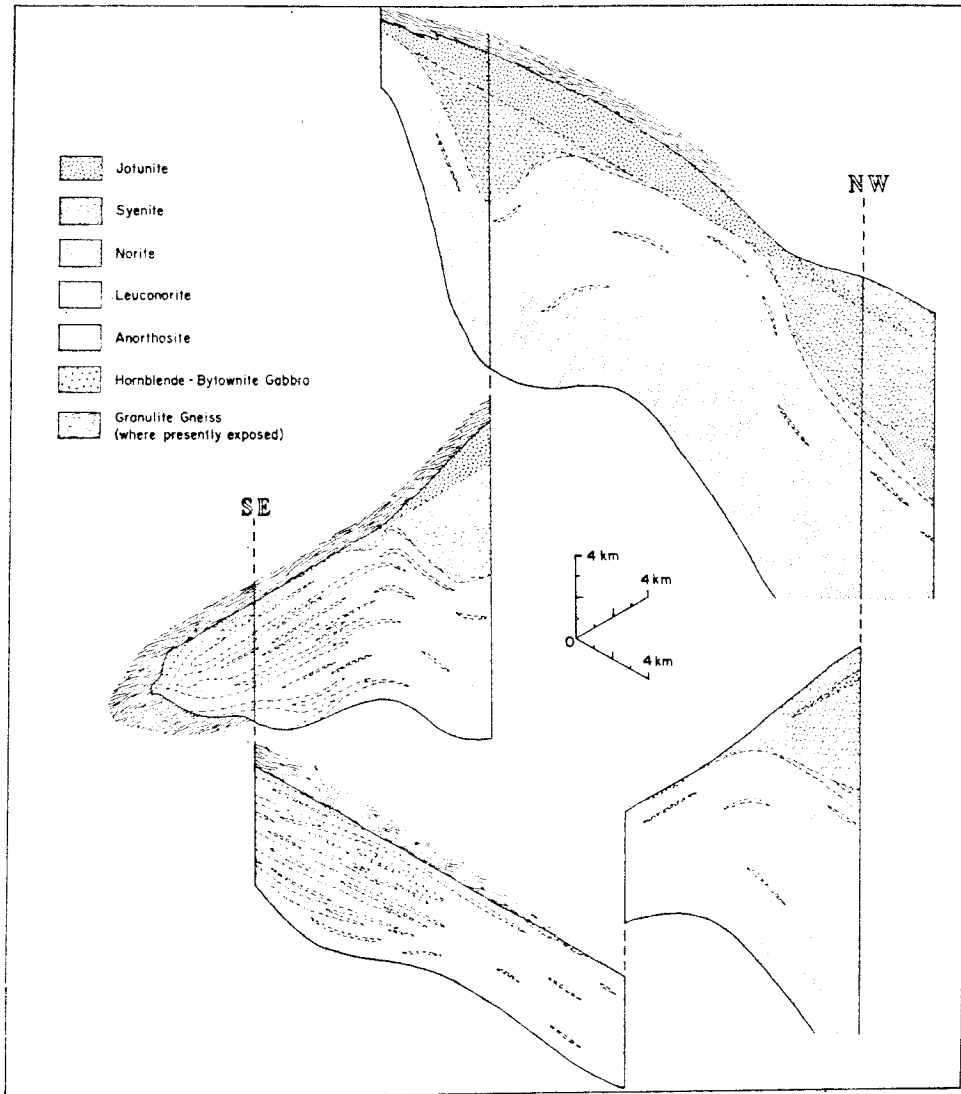 Jotunite
Syenite
Norite
Leuconorite
Anorthosite
Hornblende - Bytownite Gabbro
Granulite Gneiss
(where presently exposed)
NW
SE
4 km
4 km
0
4 km